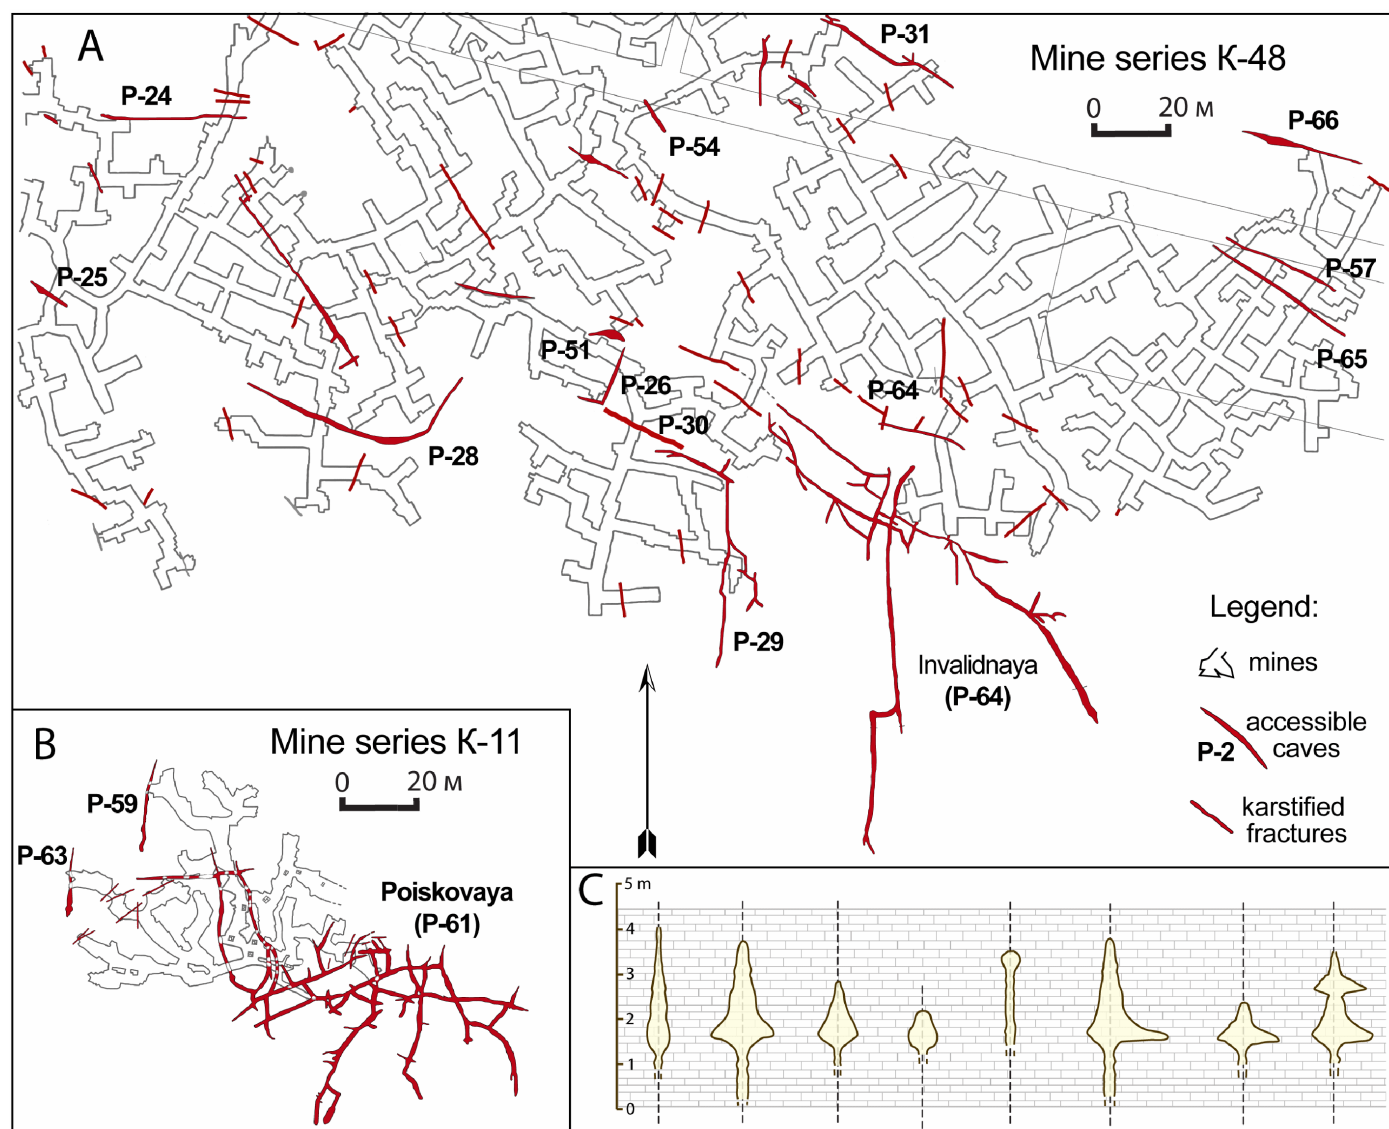 A
Mine series К-48
0 20 м
P-31
P-24
P-54
P-66
P-25
P-57
P-51
P-65
P-26
P-64
P-30
P-28
P-29
Invalidnaya
(P-64)
Legend:
mines
P-2
accessible
caves
karstified
fractures
B
Mine series К-11
0 20 м
P-59
P-63
Poiskovaya
(P-61)
C
5 m
4
3
2
1
0